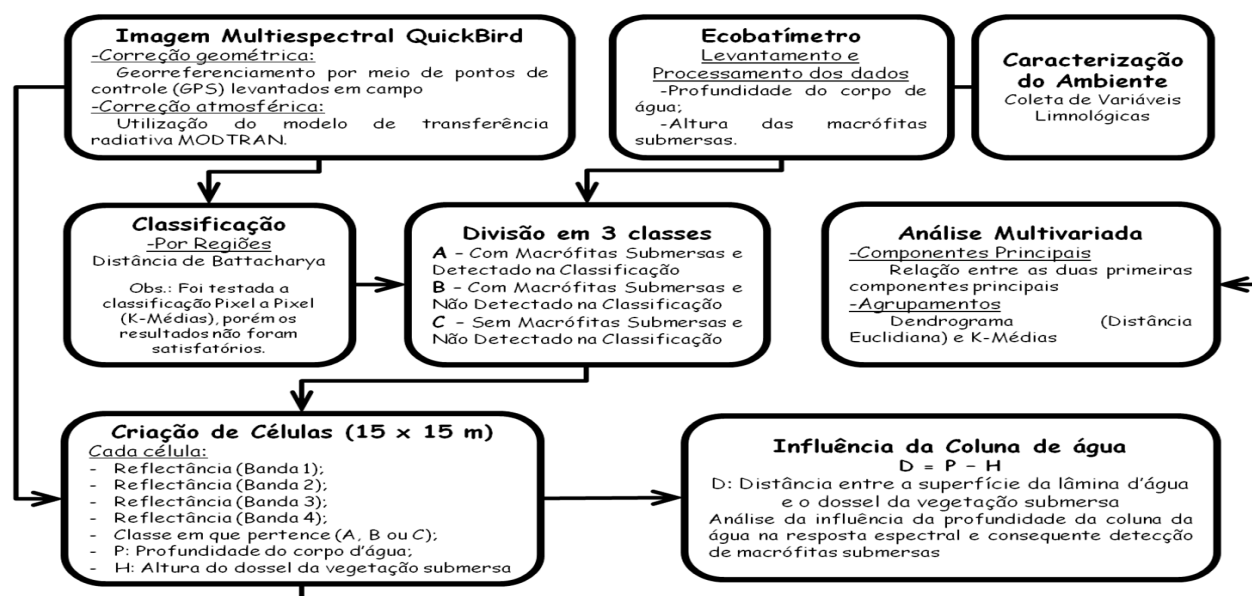 Imagem Multiespectral QuickBird
-Correção geométrica:
Georreferenciamento por meio de pontos de
controle (GPS) levantados em campo
-Correção atmosférica:
Utilização do modelo de transferência
radiativa MODTRAN.
Ecobatímetro
Levantamento e
Processamento dos dados
-Profundidade do corpo de
água;
-Altura das macrófitas
submersas.
Caracterização
do Ambiente
Coleta de Variáveis
Limnológicas
Classificação
-Por Regiões
Distância de Battacharya
Obs.: Foi testada a
classificação Pixel a Pixel
(K-Médias), porém os
resultados não foram
satisfatórios.
Divisão em 3 classes
A - Com Macrófitas Submersas e
Detectado na Classificação
B - Com Macrófitas Submersas e
Não Detectado na Classificação
C - Sem Macrófitas Submersas e
Não Detectado na Classificação
Análise Multivariada
-Componentes Principais
Relação entre as duas primeiras
componentes principais
-Agrupamentos
Dendrograma (Distância
Euclidiana) e K-Médias
Criação de Células (15 x 15 m)
Cada célula:
- Reflectância (Banda 1);
- Reflectância (Banda 2);
- Reflectância (Banda 3);
- Reflectância (Banda 4);
- Classe em que pertence (A, B ou C);
- P: Profundidade do corpo d'água;
- H: Altura do dossel da vegetação submersa
Influência da Coluna de água
D = P - H
D: Distância entre a superfície da lâmina d'água
e o dossel da vegetação submersa
Análise da influência da profundidade da coluna da
água na resposta espectral e consequente detecção
de macrófitas submersas